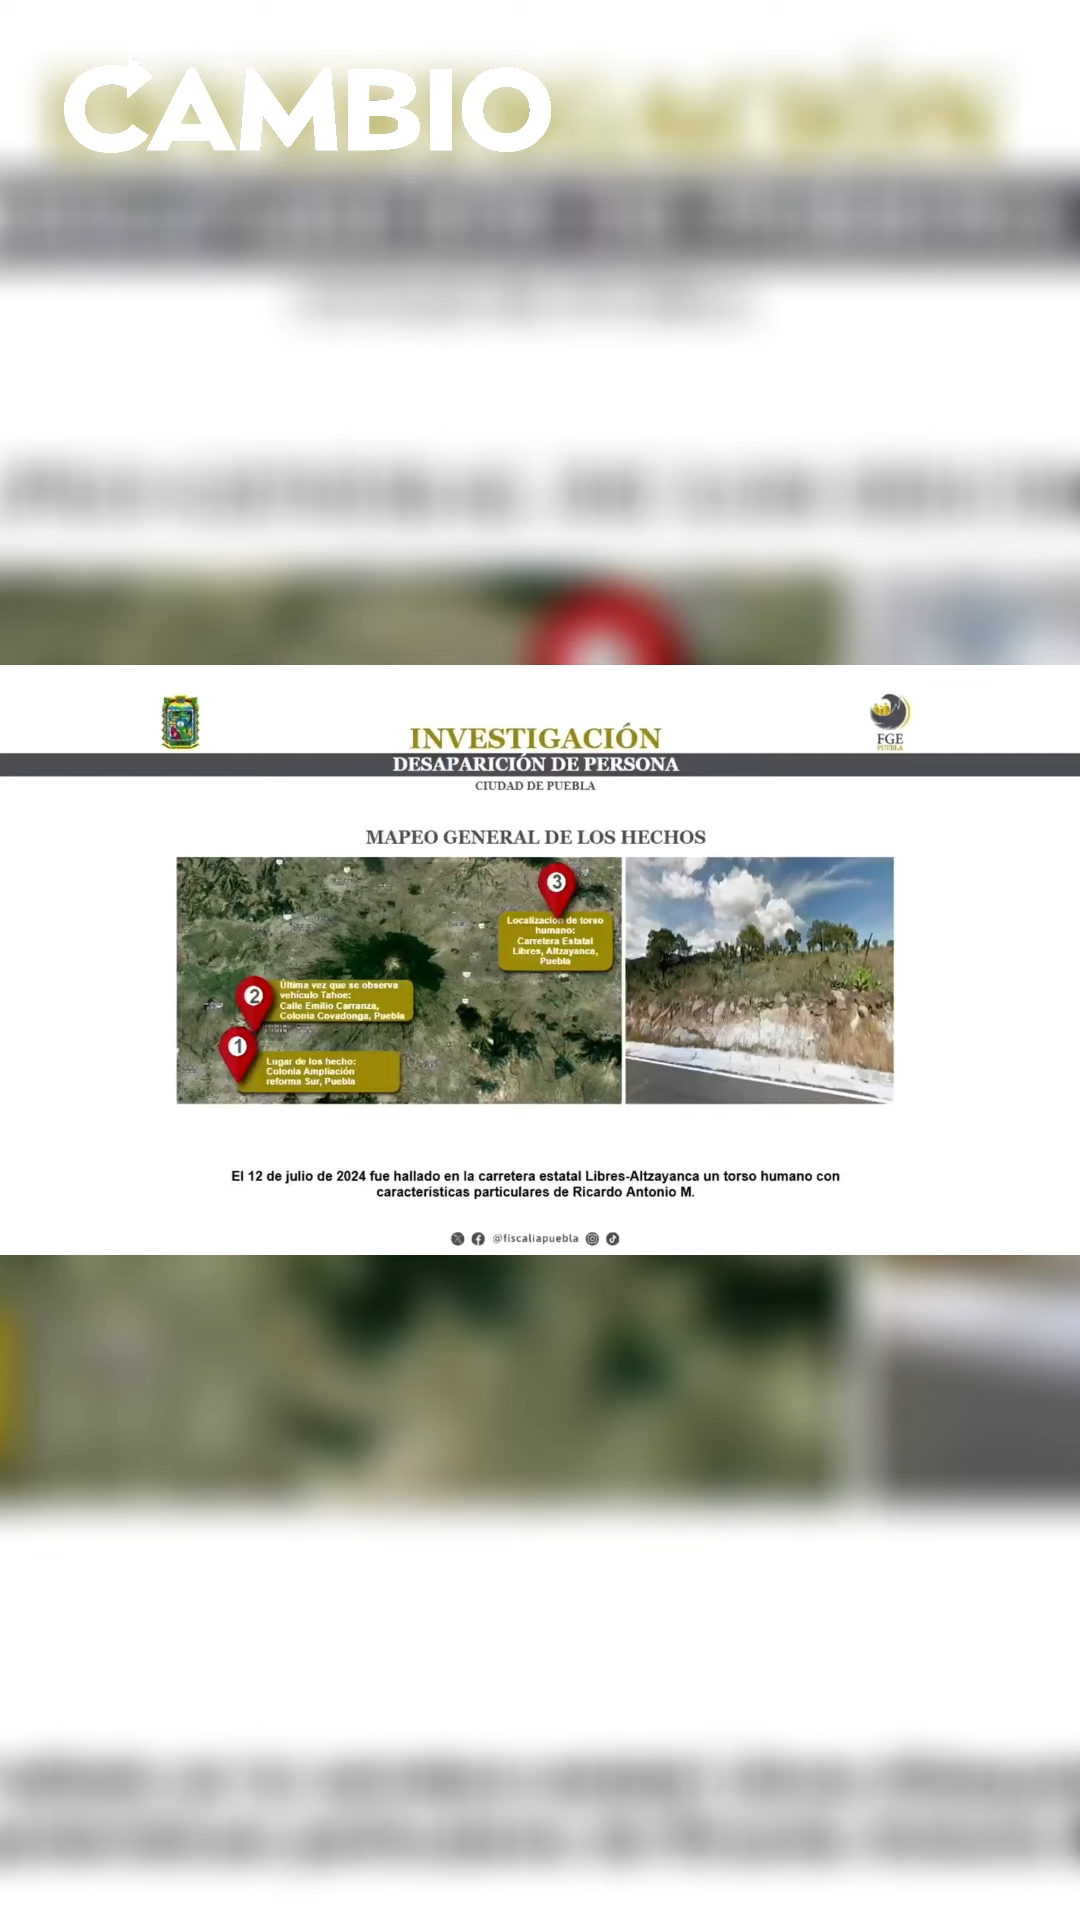 CAMBIO
INVESTIGACIÓN
FGE
PUEBLA
DESAPARICIÓN DE PERSONA
CIUDAD DE PUEBLA
MAPEO GENERAL DE LOS HECHOS
3
Localización de torso
humano:
Carretera Estatal
Libres, Altzayanca,
Puebla
2
Última vez que se observa
vehículo Tahoe:
Calle Emilio Carranza,
Colonia Covadonga, Puebla
1
Lugar de los hecho:
Colonia Ampliación
reforma Sur, Puebla
El 12 de julio de 2024 fue hallado en la carretera estatal Libres-Altzayanca un torso humano con
características particulares de Ricardo Antonio M.
@fiscaliapuebla